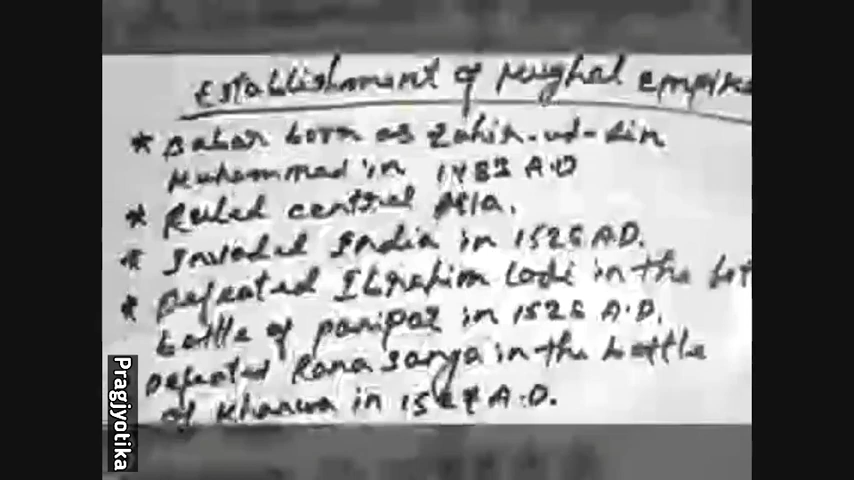 Establishment of Mughal empire
* Babar born as Zahir-ud-din
Muhammad in 1483 A.D
* Ruled central Asia.
* Invaded India in 1526 A.D.
* Defeated Ibrahim Lodi in the
battle of panipat in 1526 A.D.
Defeated Rana Sanga in the battle
of Khanwa in 1527 A.D.
Pragjyotika